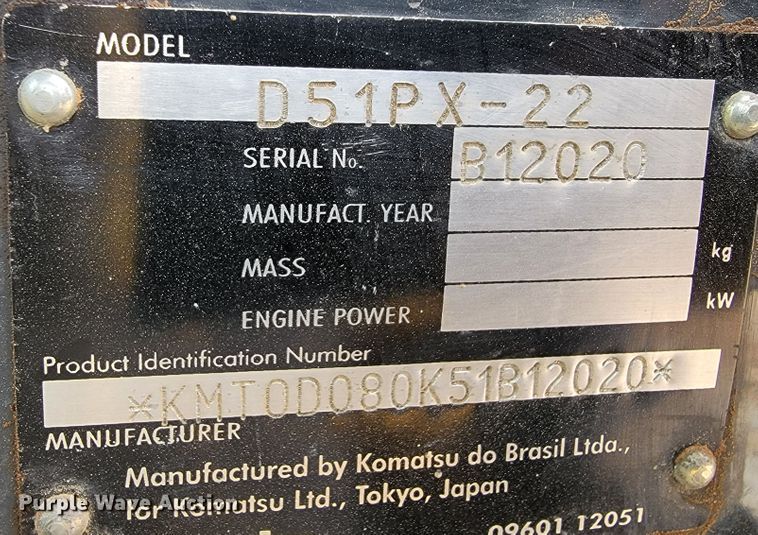 MODEL
D51PX-22
SERIAL No. B12020
MANUFACT. YEAR
MASS kg
ENGINE POWER kW
Product Identification Number
*KMT0D080K51B12020*
MANUFACTURER
Manufactured by Komatsu do Brasil Ltda.,
for Komatsu Ltd., Tokyo, Japan
Purple Wave Auction
09601 12051